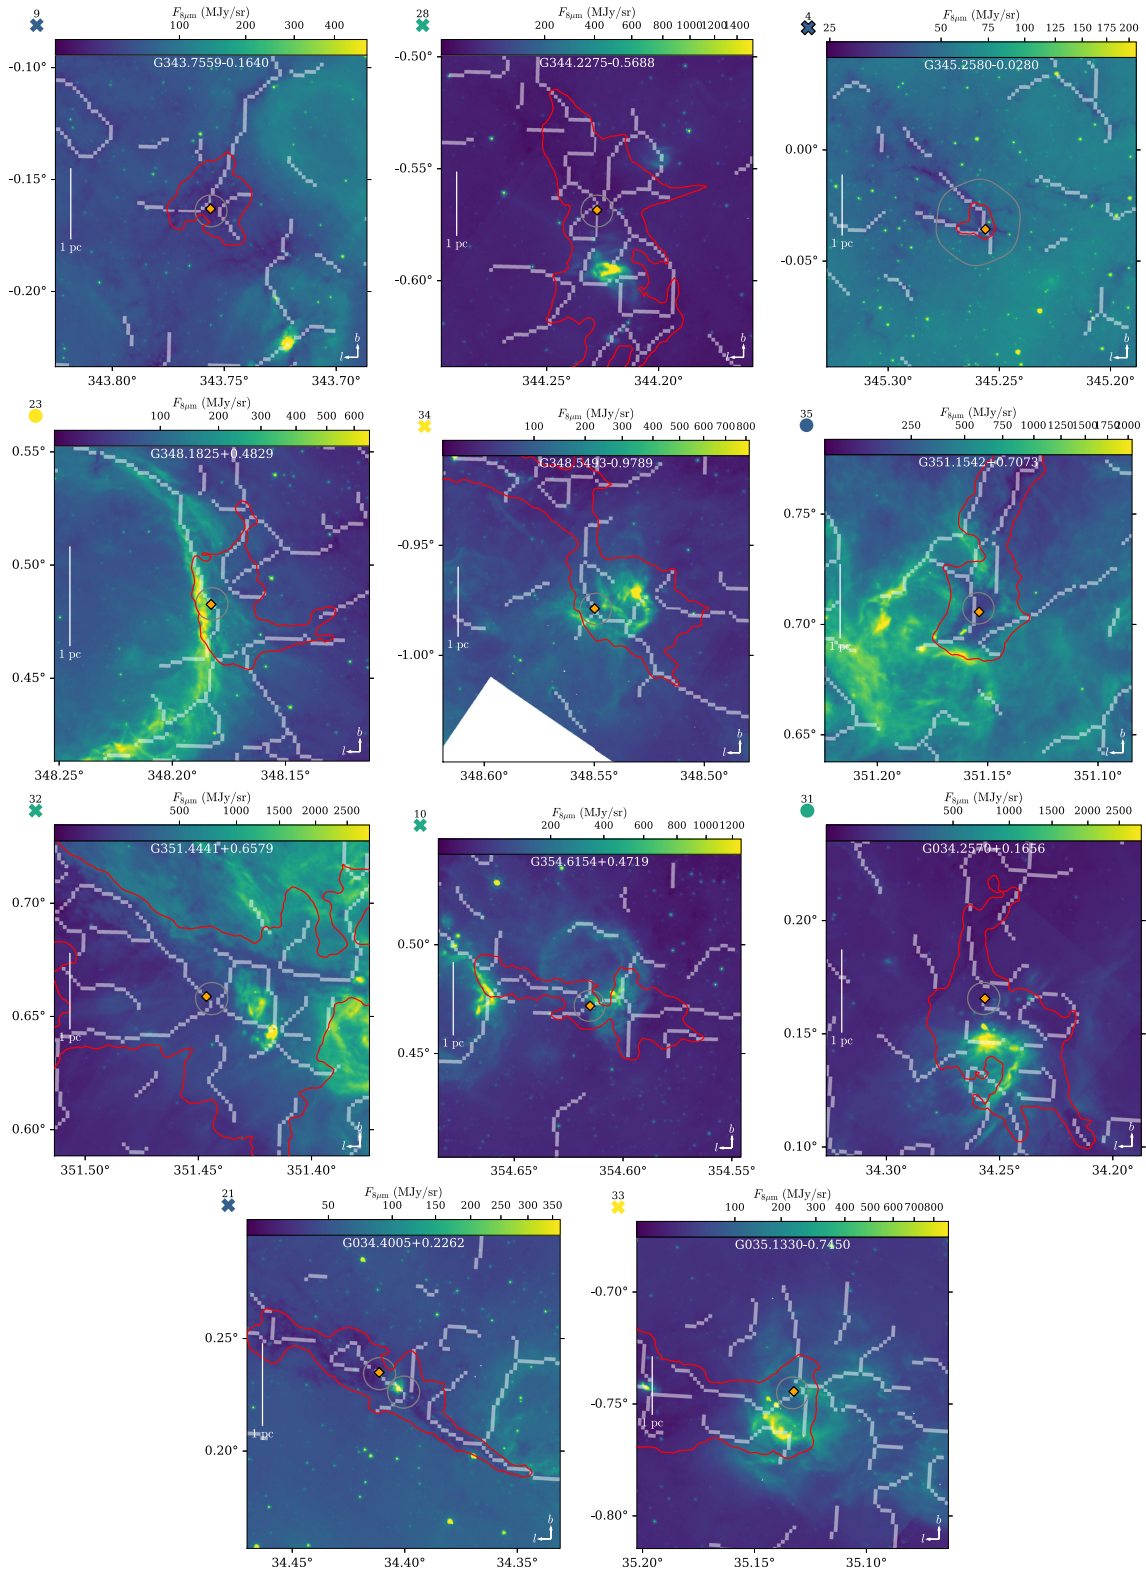 9
F8μm (MJy/sr)
100 200 300 400
G343.7559-0.1640
-0.10°
-0.15°
-0.20°
1 pc
b
l
343.80° 343.75° 343.70°
28
F8μm (MJy/sr)
200 400 600 800 1000 1200 1400
G344.2275-0.5688
-0.50°
-0.55°
-0.60°
1 pc
b
l
344.25° 344.20°
4
F8μm (MJy/sr)
25 50 75 100 125 150 175 200
G345.2580-0.0280
0.00°
-0.05°
1 pc
b
l
345.30° 345.25° 345.20°
23
F8μm (MJy/sr)
100 200 300 400 500 600
G348.1825+0.4829
0.55°
0.50°
0.45°
1 pc
b
l
348.25° 348.20° 348.15°
34
F8μm (MJy/sr)
100 200 300 400 500 600 700 800
G348.5493-0.9789
-0.95°
-1.00°
1 pc
b
l
348.60° 348.55° 348.50°
35
F8μm (MJy/sr)
250 500 750 1000 1250 1500 1750 2000
G351.1542+0.7073
0.75°
0.70°
0.65°
1 pc
b
l
351.20° 351.15° 351.10°
32
F8μm (MJy/sr)
500 1000 1500 2000 2500
G351.4441+0.6579
0.70°
0.65°
0.60°
1 pc
b
l
351.50° 351.45° 351.40°
10
F8μm (MJy/sr)
200 400 600 800 1000 1200
G354.6154+0.4719
0.50°
0.45°
1 pc
b
l
354.65° 354.60° 354.55°
31
F8μm (MJy/sr)
500 1000 1500 2000 2500
G034.2570+0.1656
0.20°
0.15°
0.10°
1 pc
b
l
34.30° 34.25° 34.20°
21
F8μm (MJy/sr)
50 100 150 200 250 300 350
G034.4005+0.2262
0.25°
0.20°
1 pc
b
l
34.45° 34.40° 34.35°
33
F8μm (MJy/sr)
100 200 300 400 500 600 700 800
G035.1330-0.7450
-0.70°
-0.75°
-0.80°
1 pc
b
l
35.20° 35.15° 35.10°